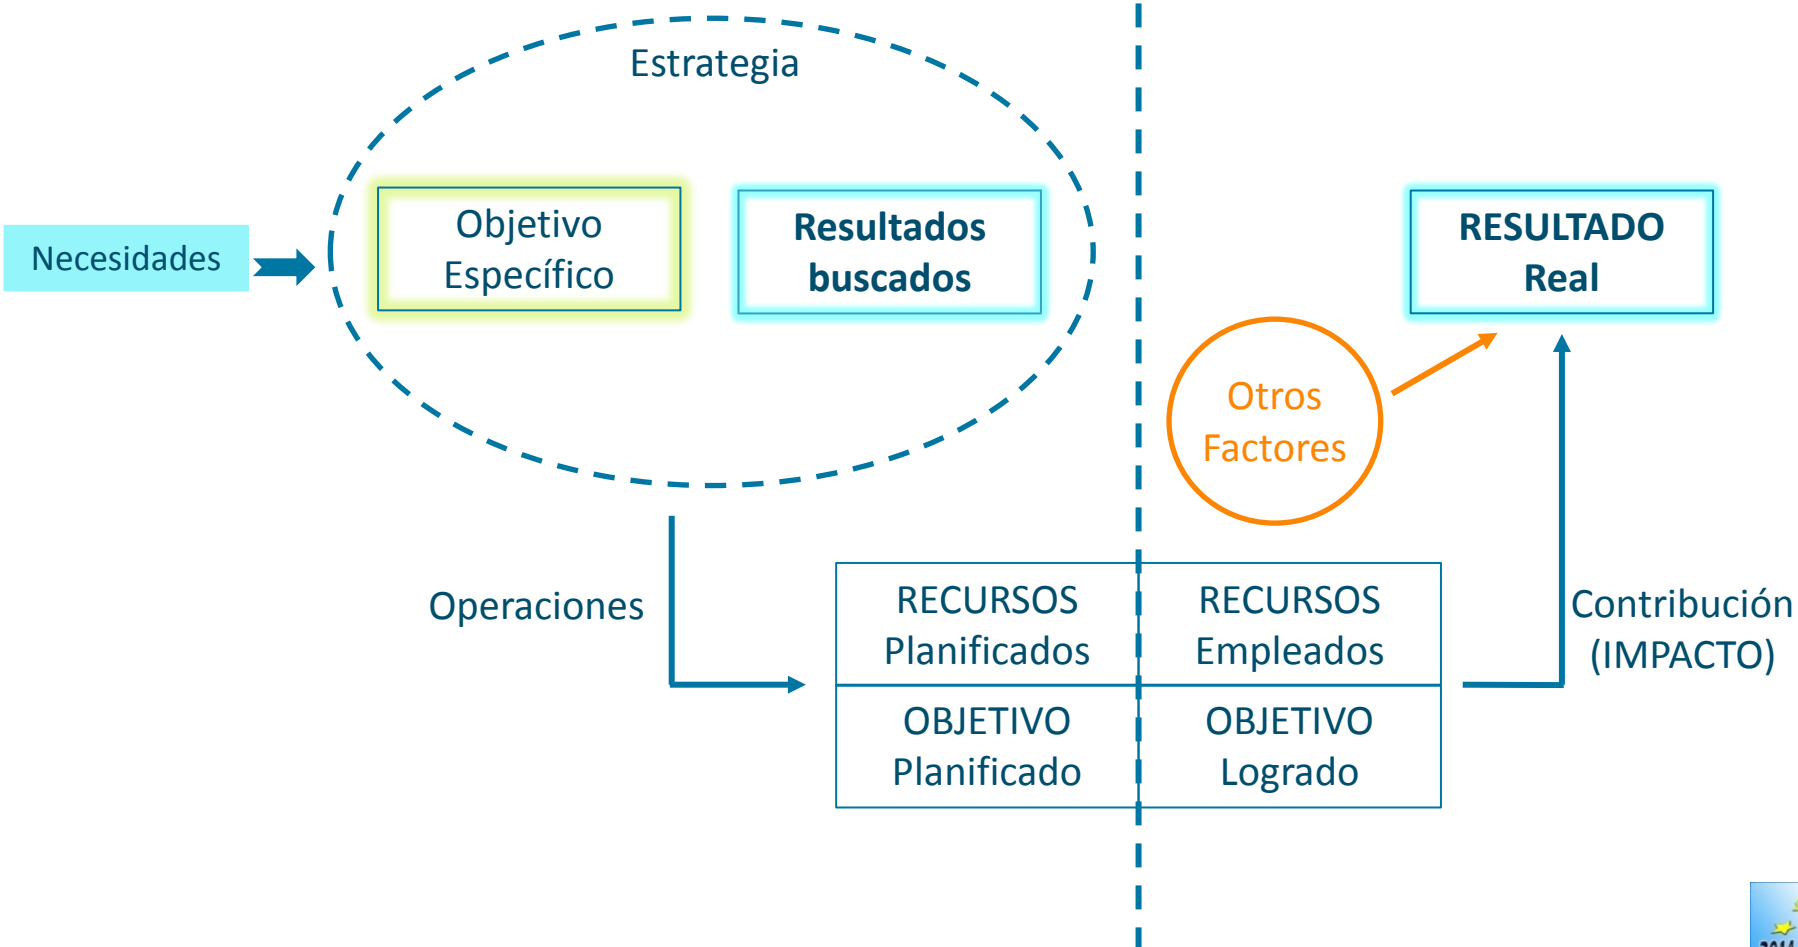 Estrategia
Necesidades
Objetivo
Específico
Resultados
buscados
RESULTADO
Real
Otros
Factores
Operaciones
RECURSOS
Planificados
RECURSOS
Empleados
OBJETIVO
Planificado
OBJETIVO
Logrado
Contribución
(IMPACTO)